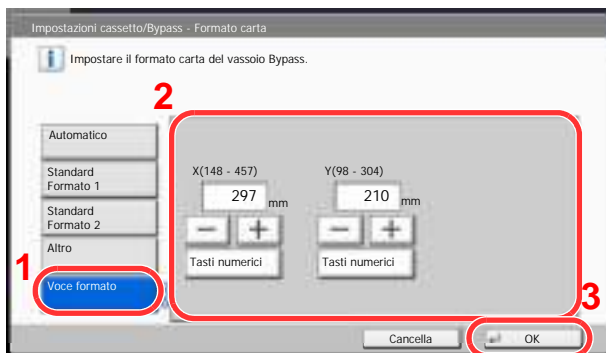 Impostazioni cassetto/Bypass - Formato carta
i Impostare il formato carta del vassoio Bypass.
2
Automatico
Standard
Formato 1
Standard
Formato 2
Altro
1
Voce formato
X(148 - 457)
297 mm
Tasti numerici
Y(98 - 304)
210 mm
Tasti numerici
3
Cancella
OK